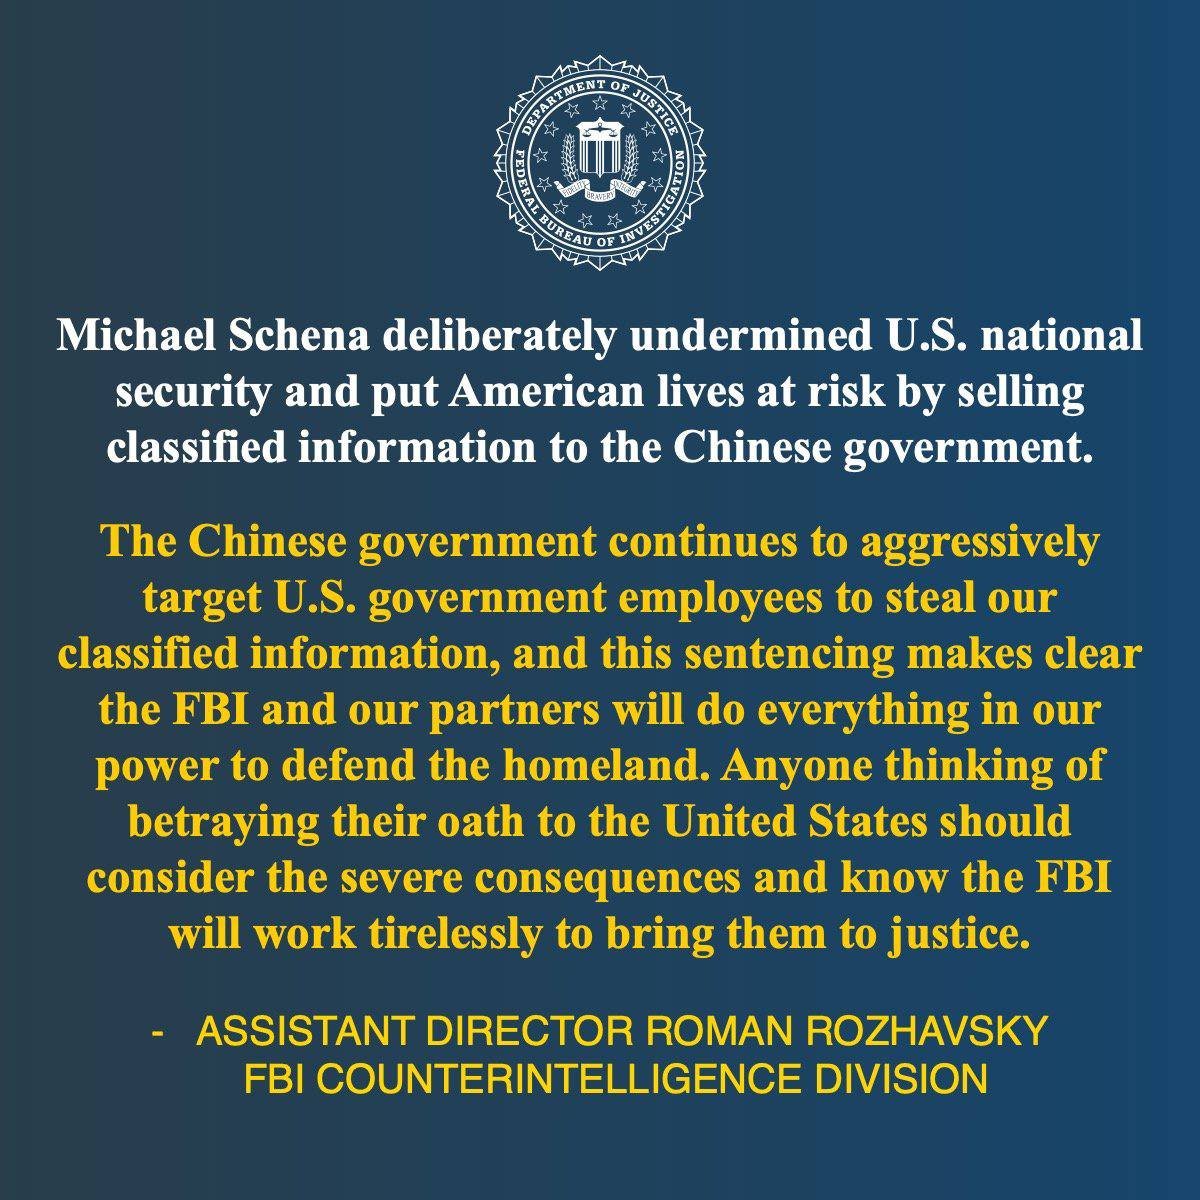 DEPARTMENT OF JUSTICE
FEDERAL BUREAU OF INVESTIGATION
FIDELITY BRAVERY INTEGRITY
Michael Schena deliberately undermined U.S. national
security and put American lives at risk by selling
classified information to the Chinese government.
The Chinese government continues to aggressively
target U.S. government employees to steal our
classified information, and this sentencing makes clear
the FBI and our partners will do everything in our
power to defend the homeland. Anyone thinking of
betraying their oath to the United States should
consider the severe consequences and know the FBI
will work tirelessly to bring them to justice.
- ASSISTANT DIRECTOR ROMAN ROZHAVSKY
FBI COUNTERINTELLIGENCE DIVISION